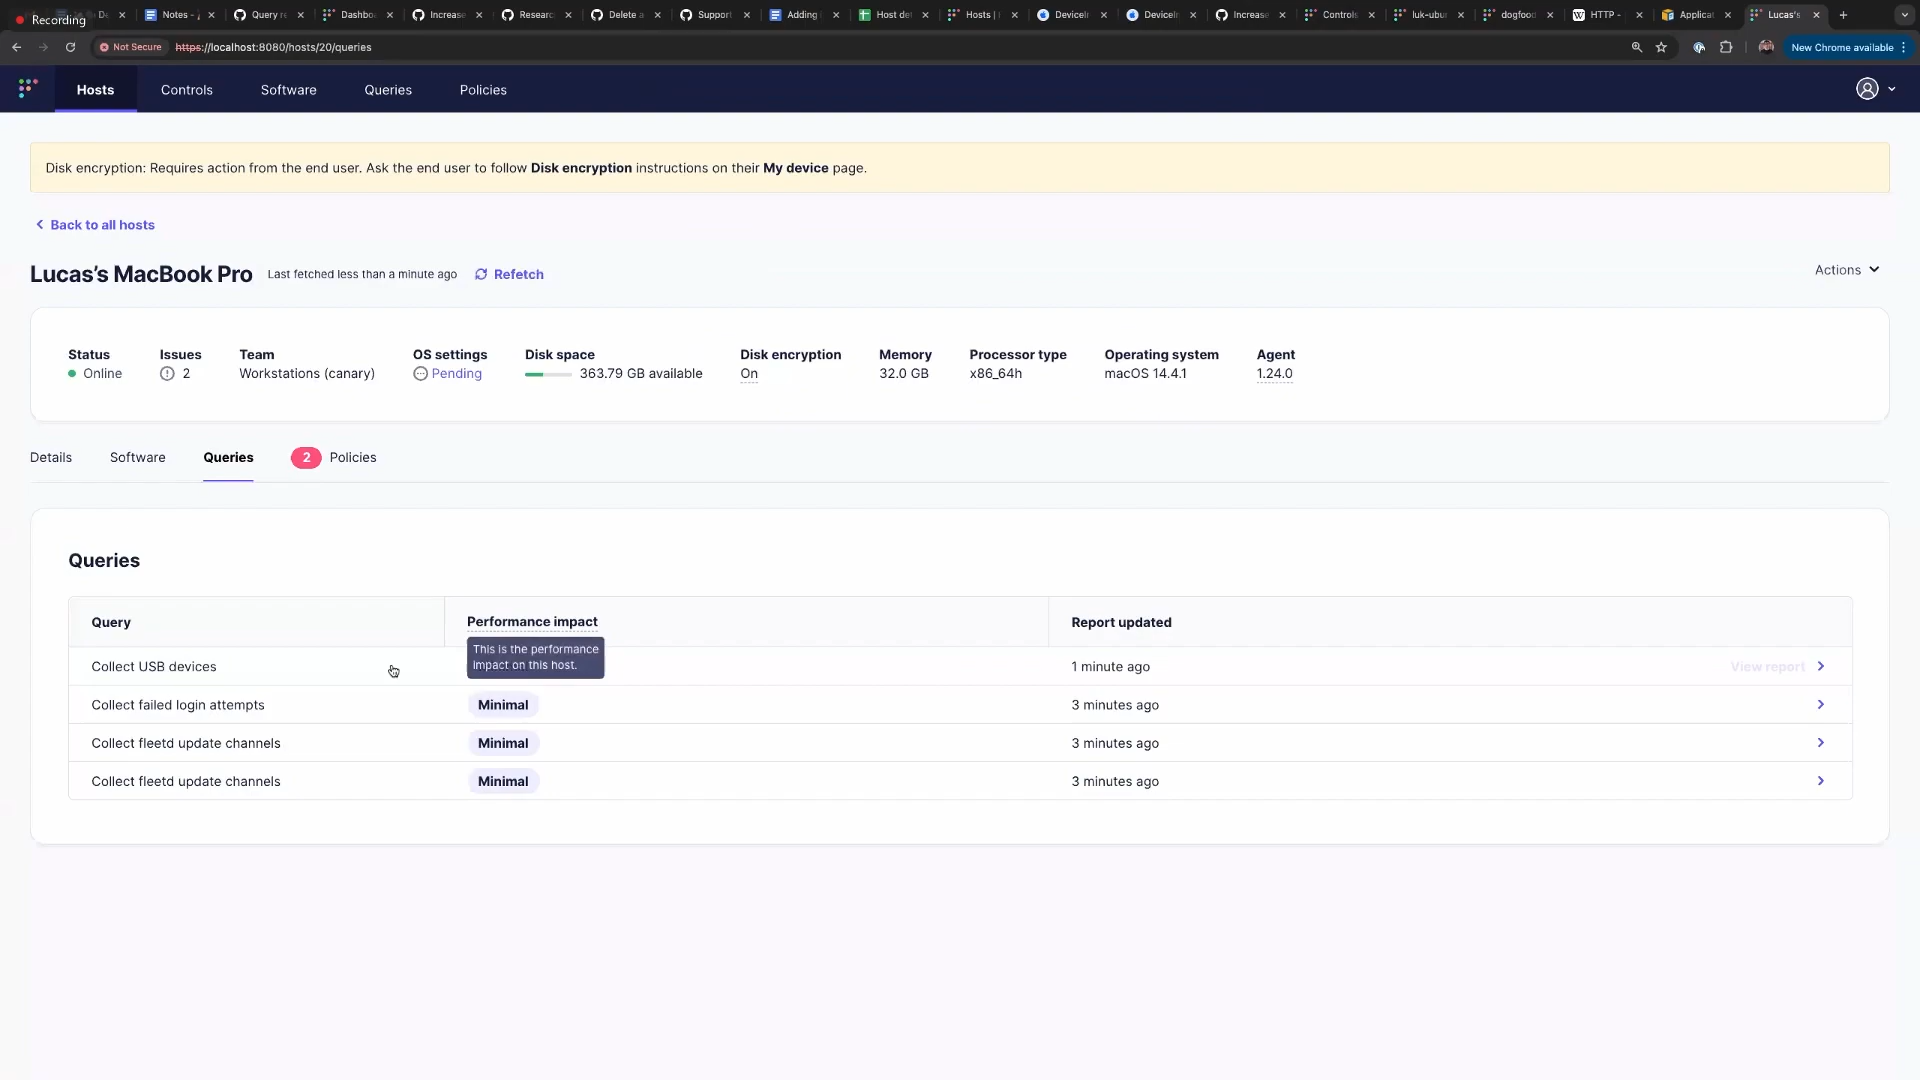 Recording
Notes -
Query re
Dashbo
Increase
Researc
Delete a
Support
Adding
Host det
Hosts |
DeviceIn
DeviceIn
Increase
Controls
luk-ubur
dogfood
HTTP -
Applicat
Lucas's
Not Secure
https://localhost:8080/hosts/20/queries
New Chrome available
Hosts
Controls
Software
Queries
Policies
Disk encryption: Requires action from the end user. Ask the end user to follow Disk encryption instructions on their My device page.
Back to all hosts
Lucas’s MacBook Pro
Last fetched less than a minute ago
Refetch
Actions
Status
Issues
Team
OS settings
Disk space
Disk encryption
Memory
Processor type
Operating system
Agent
Online
2
Workstations (canary)
Pending
363.79 GB available
On
32.0 GB
x86_64h
macOS 14.4.1
1.24.0
Details
Software
Queries
2
Policies
Queries
Query
Performance impact
Report updated
This is the performance
impact on this host.
Collect USB devices
1 minute ago
View report
Collect failed login attempts
Minimal
3 minutes ago
Collect fleetd update channels
Minimal
3 minutes ago
Collect fleetd update channels
Minimal
3 minutes ago